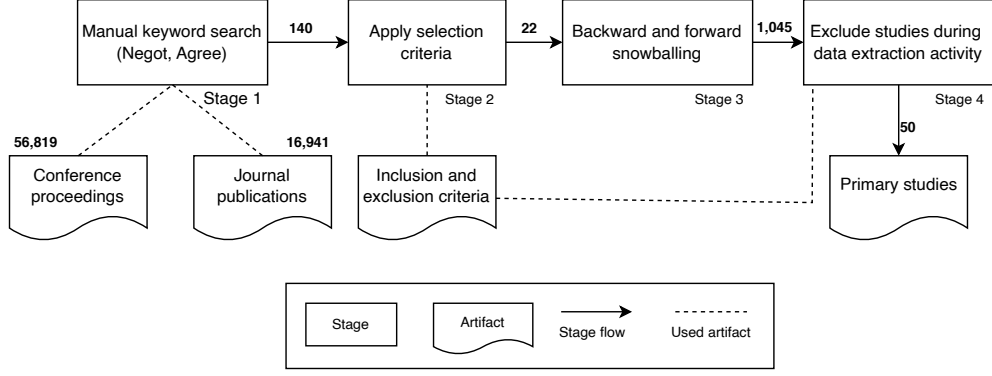 Manual keyword search
(Negot, Agree)
140
Apply selection
criteria
22
Backward and forward
snowballing
1,045
Exclude studies during
data extraction activity
Stage 1
Stage 2
Stage 3
Stage 4
56,819
16,941
50
Conference
proceedings
Journal
publications
Inclusion and
exclusion criteria
Primary studies
Stage
Artifact
Stage flow
Used artifact